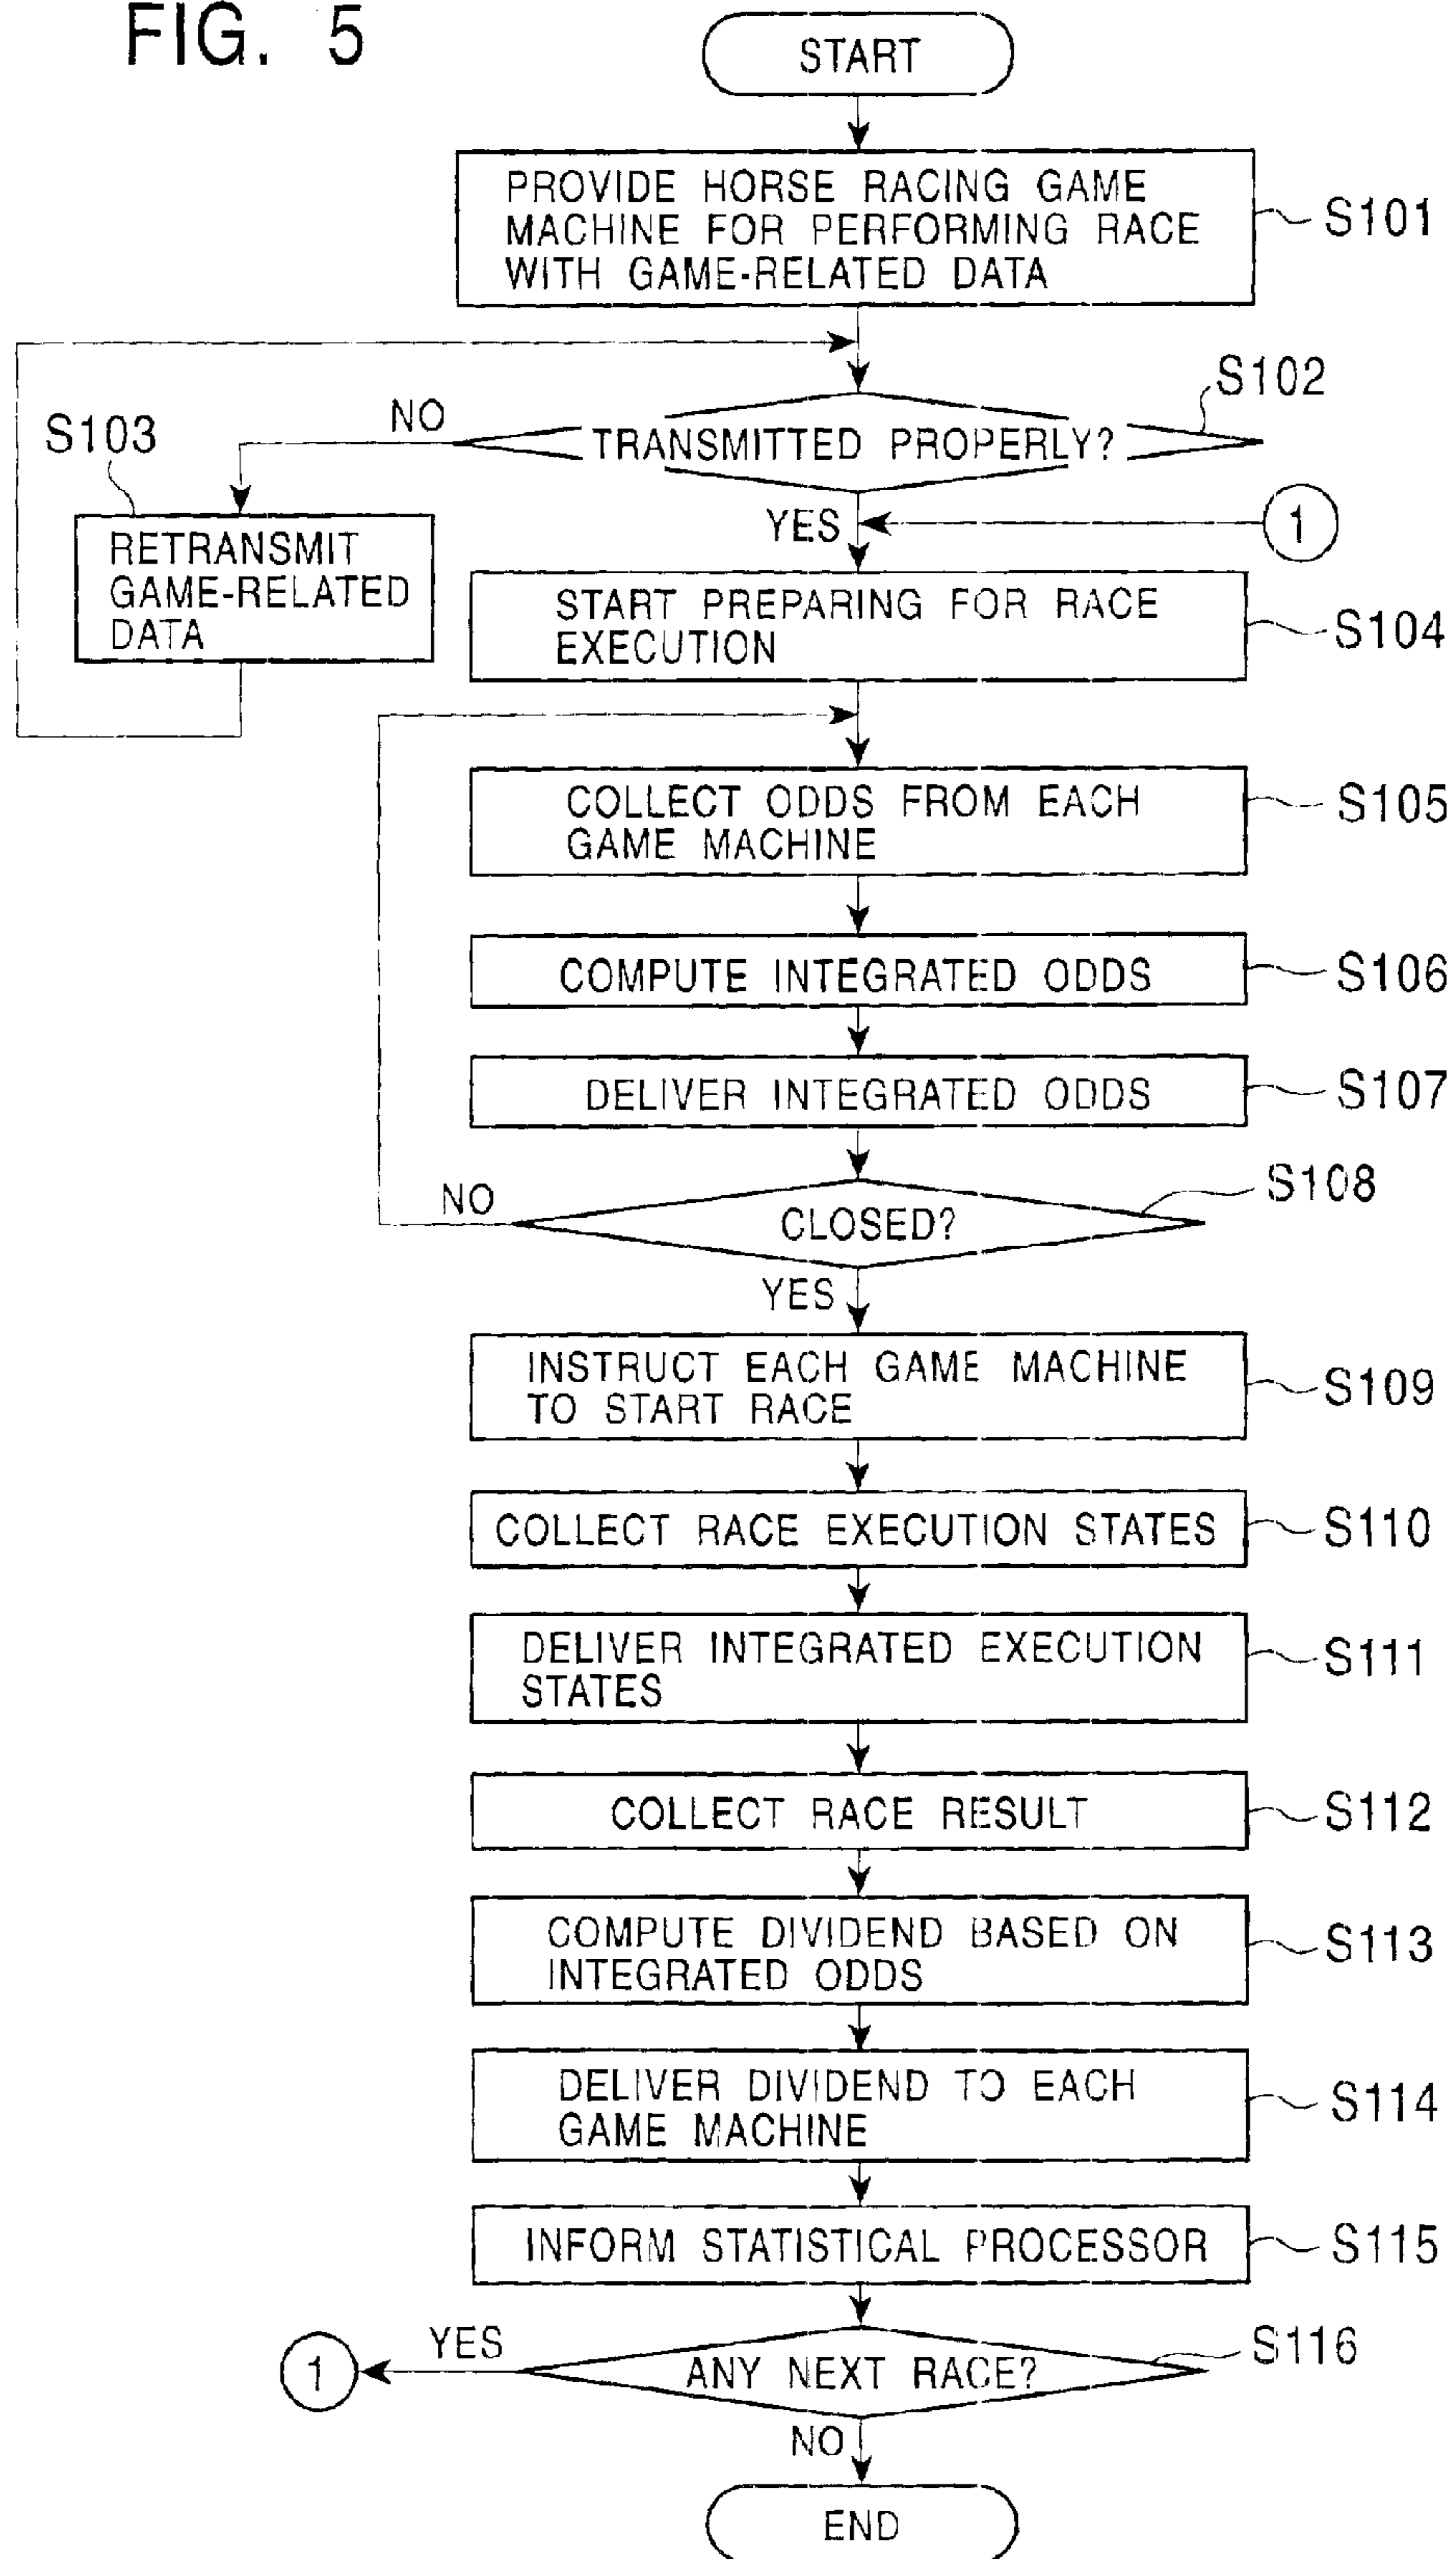 FIG. 5
START
PROVIDE HORSE RACING GAME
MACHINE FOR PERFORMING RACE
WITH GAME-RELATED DATA
S101
S102
NO
TRANSMITTED PROPERLY?
S103
YES
1
RETRANSMIT
GAME-RELATED
DATA
START PREPARING FOR RACE
EXECUTION
S104
COLLECT ODDS FROM EACH
GAME MACHINE
S105
COMPUTE INTEGRATED ODDS
S106
DELIVER INTEGRATED ODDS
S107
S108
NO
CLOSED?
YES
INSTRUCT EACH GAME MACHINE
TO START RACE
S109
COLLECT RACE EXECUTION STATES
S110
DELIVER INTEGRATED EXECUTION
STATES
S111
COLLECT RACE RESULT
S112
COMPUTE DIVIDEND BASED ON
INTEGRATED ODDS
S113
DELIVER DIVIDEND TO EACH
GAME MACHINE
S114
INFORM STATISTICAL PROCESSOR
S115
S116
YES
1
ANY NEXT RACE?
NO
END